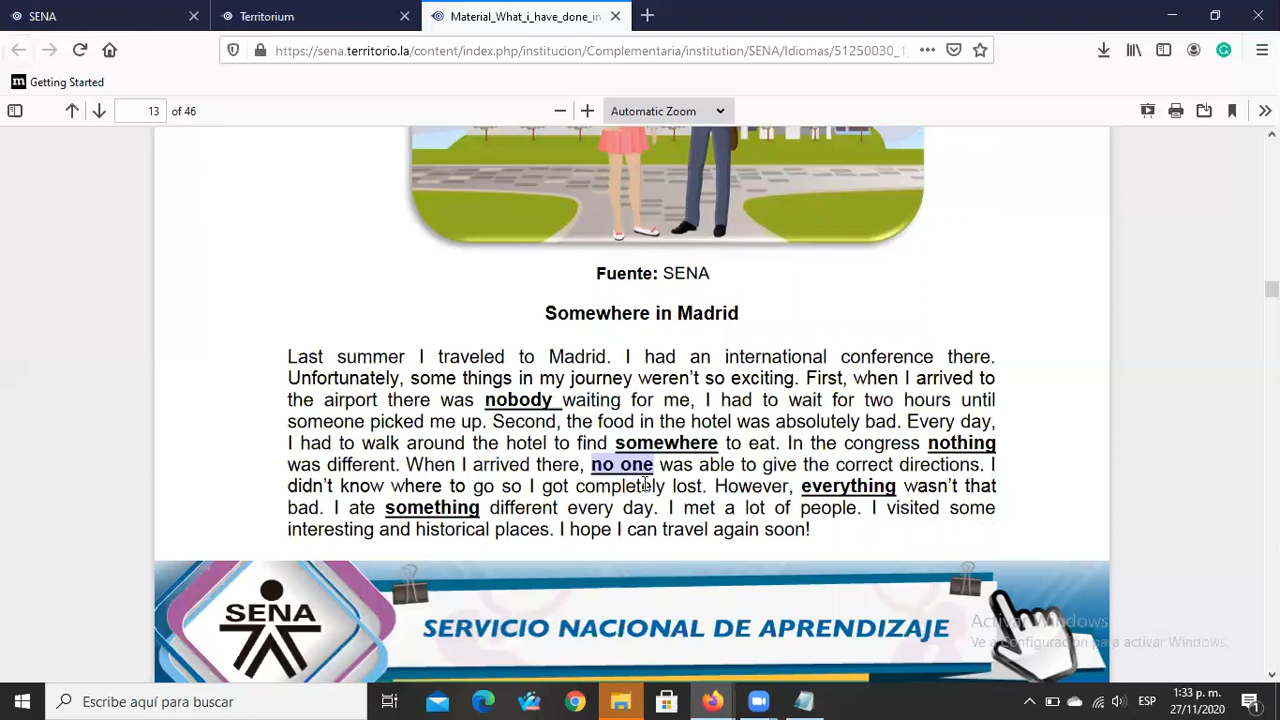 SENA
Territorium
Material_What_i_have_done_in_
https://sena.territorio.la/content/index.php/institucion/Complementaria/institution/SENA/Idiomas/51250030_1
Getting Started
13 of 46
Automatic Zoom
Fuente: SENA
Somewhere in Madrid
Last summer I traveled to Madrid. I had an international conference there.
Unfortunately, some things in my journey weren't so exciting. First, when I arrived to
the airport there was nobody waiting for me, I had to wait for two hours until
someone picked me up. Second, the food in the hotel was absolutely bad. Every day,
I had to walk around the hotel to find somewhere to eat. In the congress nothing
was different. When I arrived there, no one was able to give the correct directions. I
didn't know where to go so I got completely lost. However, everything wasn't that
bad. I ate something different every day. I met a lot of people. I visited some
interesting and historical places. I hope I can travel again soon!
SENA
SERVICIO NACIONAL DE APRENDIZAJE
Activar Windows
Ve a Configuración para activar Windows.
Escribe aquí para buscar
ESP
1:33 p. m.
27/11/2020